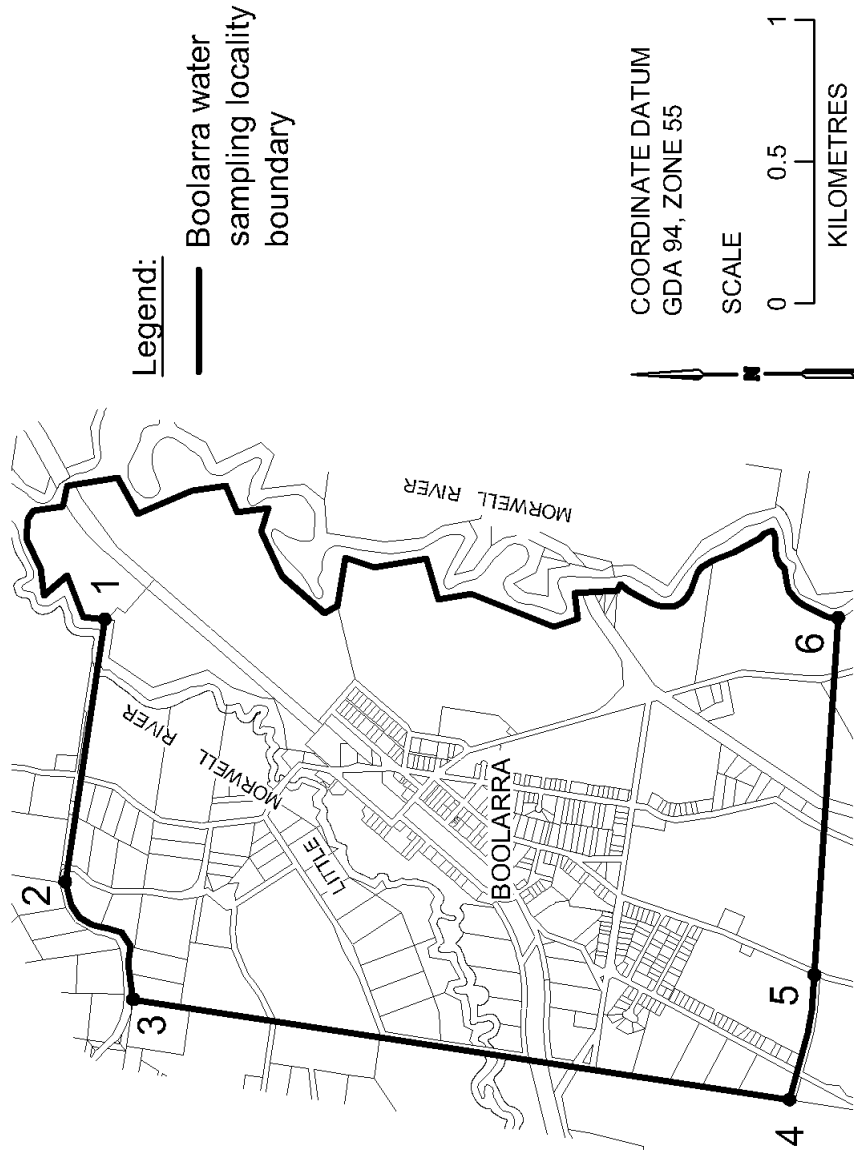 Legend:
Boolarra water
sampling locality
boundary
COORDINATE DATUM
GDA 94, ZONE 55
SCALE
0 0.5 1
KILOMETRES
N
1
2
3
4
5
6
MORWELL RIVER
LITTLE MORWELL RIVER
BOOLARRA